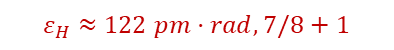 ε_H ≈ 122 pm · rad, 7/8 + 1